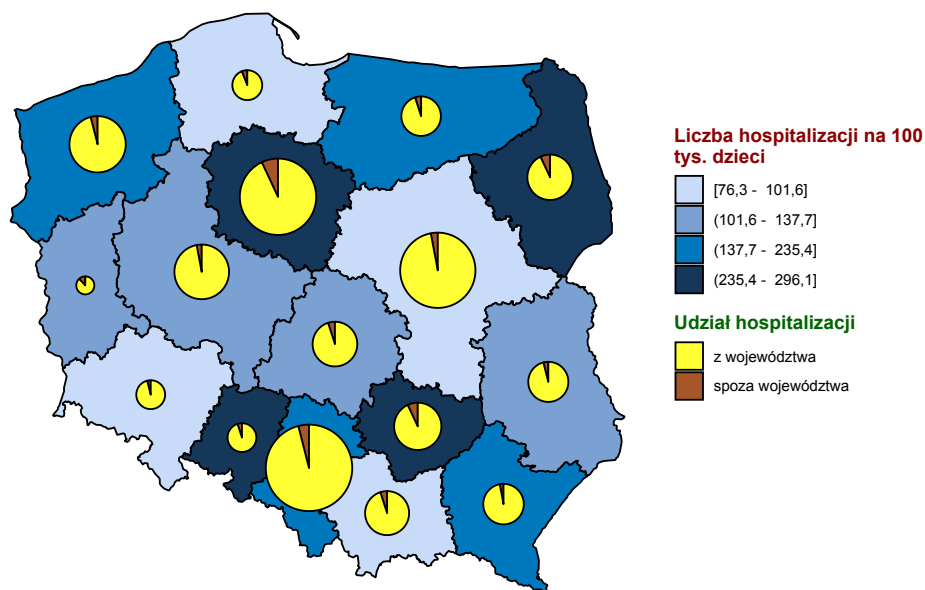 Liczba hospitalizacji na 100
tys. dzieci
[76,3 - 101,6]
(101,6 - 137,7]
(137,7 - 235,4]
(235,4 - 296,1]
Udział hospitalizacji
z województwa
spoza województwa